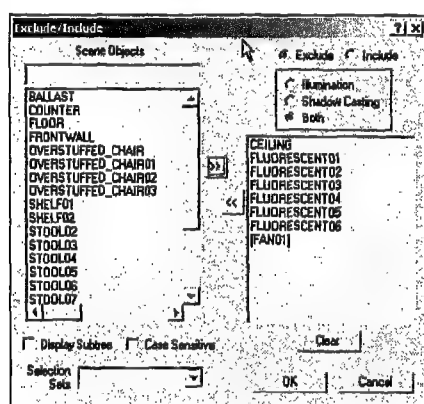 Exclude/Include
Scene Objects
Exclude
Include
Illumination
Shadow Casting
Both
BALLAST
COUNTER
FLOOR
FRONTWALL
OVERSTUFFED_CHAIR
OVERSTUFFED_CHAIR01
OVERSTUFFED_CHAIR02
OVERSTUFFED_CHAIR03
SHELF01
SHELF02
STOOL02
STOOL03
STOOL04
STOOL05
STOOL06
STOOL07
>>
<<
CEILING
FLUORESCENT01
FLUORESCENT02
FLUORESCENT03
FLUORESCENT04
FLUORESCENT05
FLUORESCENT06
[FAN01]
Display Subtree
Case Sensitive
Clear
Selection
Sets
OK
Cancel